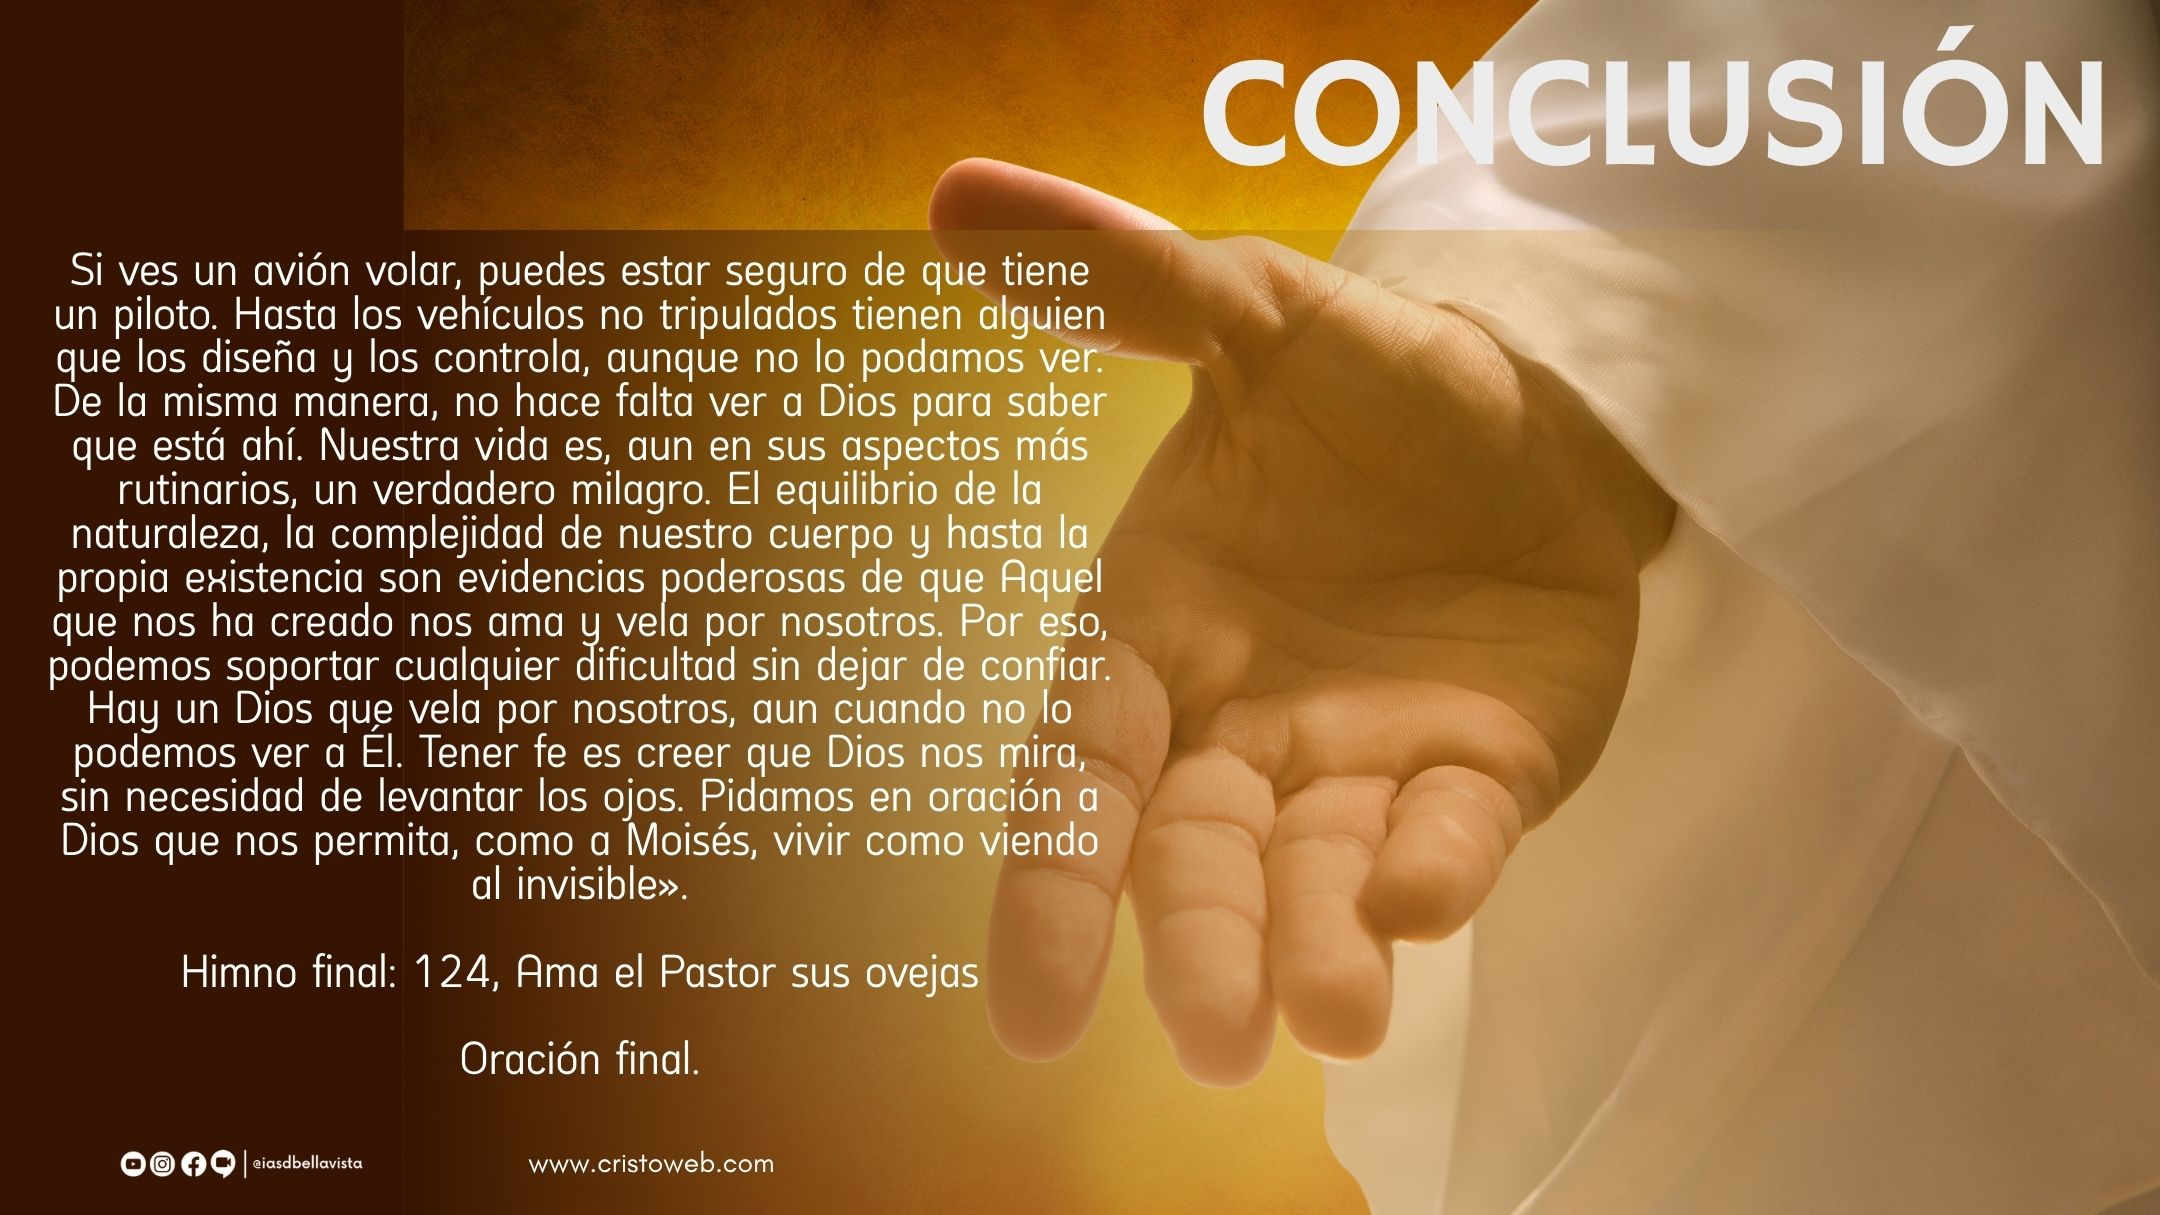 CONCLUSIÓN
Si ves un avión volar, puedes estar seguro de que tiene
un piloto. Hasta los vehículos no tripulados tienen alguien
que los diseña y los controla, aunque no lo podamos ver.
De la misma manera, no hace falta ver a Dios para saber
que está ahí. Nuestra vida es, aun en sus aspectos más
rutinarios, un verdadero milagro. El equilibrio de la
naturaleza, la complejidad de nuestro cuerpo y hasta la
propia existencia son evidencias poderosas de que Aquel
que nos ha creado nos ama y vela por nosotros. Por eso,
podemos soportar cualquier dificultad sin dejar de confiar.
Hay un Dios que vela por nosotros, aun cuando no lo
podemos ver a Él. Tener fe es creer que Dios nos mira,
sin necesidad de levantar los ojos. Pidamos en oración a
Dios que nos permita, como a Moisés, vivir como viendo
al invisible».
Himno final: 124, Ama el Pastor sus ovejas
Oración final.
@iasdbellavista
www.cristoweb.com